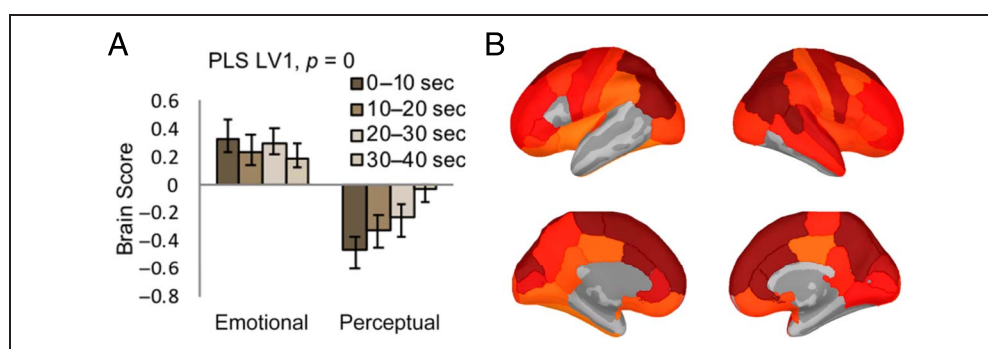 A
B
PLS LV1, p = 0
0–10 sec
10–20 sec
20–30 sec
30–40 sec
0.6
0.4
0.2
0
−0.2
−0.4
−0.6
−0.8
Brain Score
Emotional
Perceptual